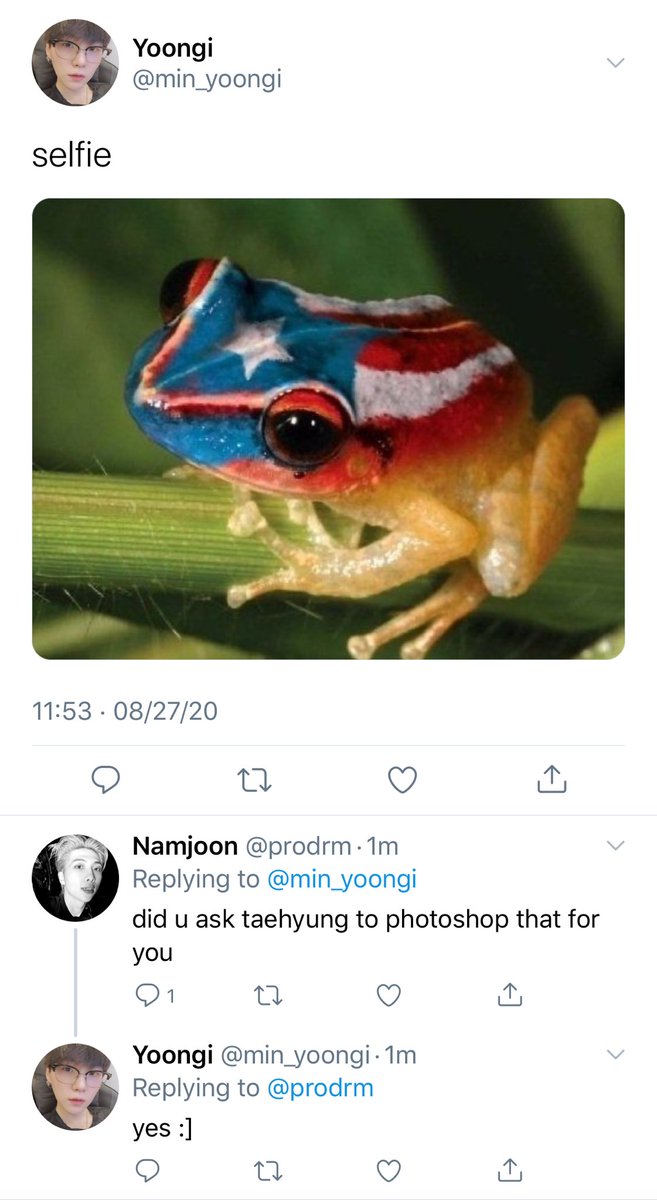 Yoongi
@min_yoongi
selfie
11:53 · 08/27/20
Namjoon @prodrm · 1m
Replying to @min_yoongi
did u ask taehyung to photoshop that for
you
1
Yoongi @min_yoongi · 1m
Replying to @prodrm
yes :]